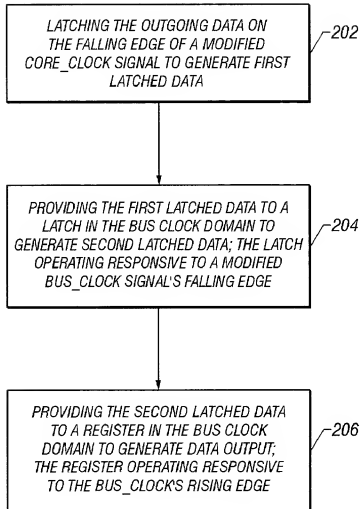 LATCHING THE OUTGOING DATA ON
THE FALLING EDGE OF A MODIFIED
CORE_CLOCK SIGNAL TO GENERATE FIRST
LATCHED DATA
202
PROVIDING THE FIRST LATCHED DATA TO A
LATCH IN THE BUS CLOCK DOMAIN TO
GENERATE SECOND LATCHED DATA; THE LATCH
OPERATING RESPONSIVE TO A MODIFIED
BUS_CLOCK SIGNAL'S FALLING EDGE
204
PROVIDING THE SECOND LATCHED DATA
TO A REGISTER IN THE BUS CLOCK
DOMAIN TO GENERATE DATA OUTPUT;
THE REGISTER OPERATING RESPONSIVE
TO THE BUS_CLOCK'S RISING EDGE
206